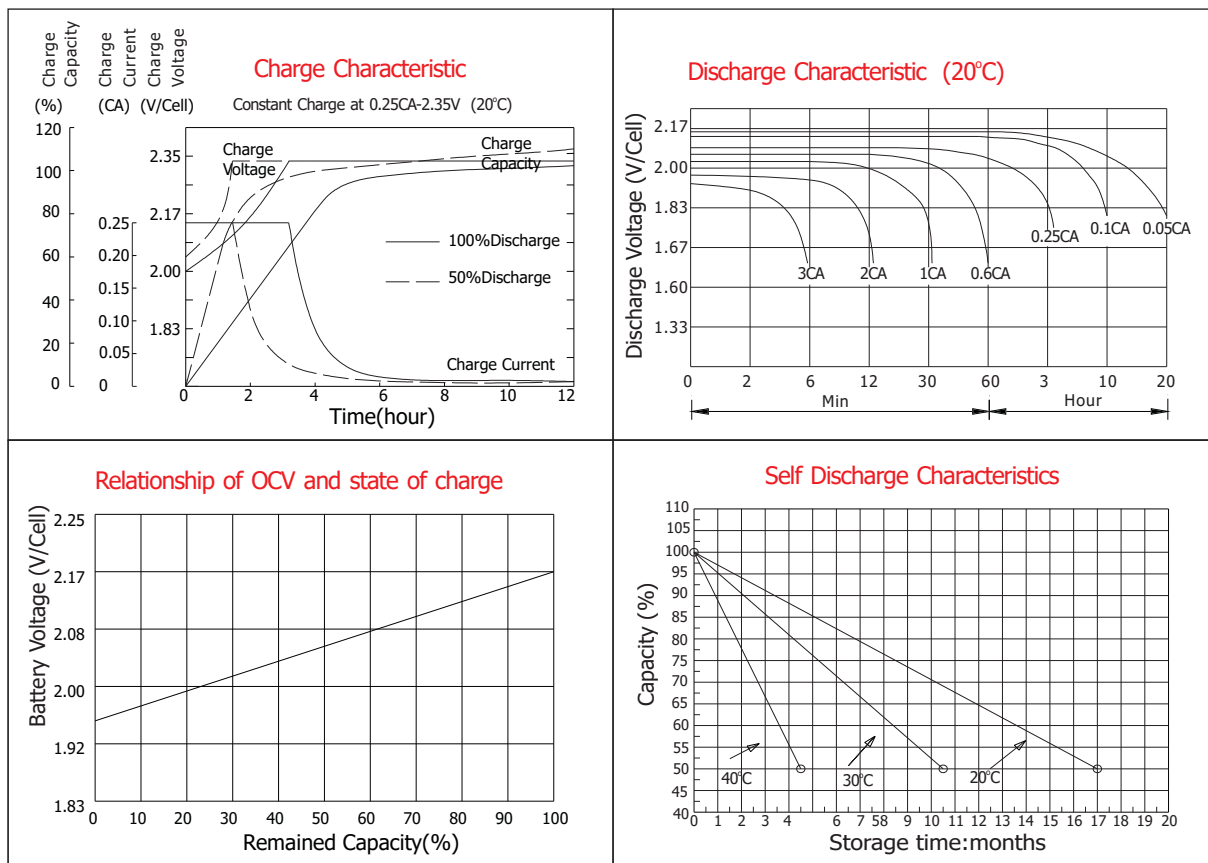 Charge Capacity
Charge Current
Charge Voltage
Charge Characteristic
(%) (CA) (V/Cell) Constant Charge at 0.25CA-2.35V (20°C)
120
100
80
60
40
20
0
0.25
0.20
0.15
0.10
0.05
0
2.35
2.17
2.00
1.83
Charge Voltage
Charge Capacity
100%Discharge
50%Discharge
Charge Current
0 2 4 6 8 10 12
Time(hour)
Discharge Characteristic (20°C)
Discharge Voltage (V/Cell)
2.17
2.00
1.83
1.67
1.60
1.33
3CA 2CA 1CA 0.6CA 0.25CA 0.1CA 0.05CA
0 2 6 12 30 60 3 10 20
Min Hour
Relationship of OCV and state of charge
Battery Voltage (V/Cell)
2.25
2.17
2.08
2.00
1.92
1.83
0 10 20 30 40 50 60 70 80 90 100
Remained Capacity(%)
Self Discharge Characteristics
Capacity (%)
110
105
100
95
90
85
80
75
70
65
60
55
50
40
40°C 30°C 20°C
0 1 2 3 4 5 6 7 58 8 9 10 11 12 13 14 15 16 17 19 20
Storage time:months